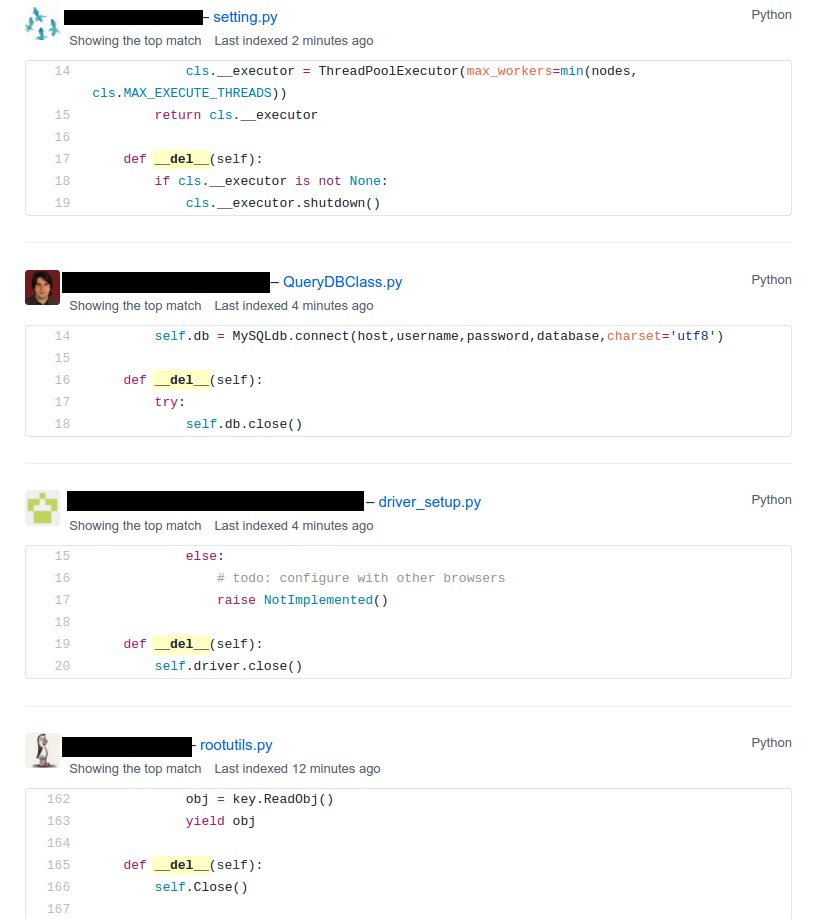 – setting.py Python
Showing the top match Last indexed 2 minutes ago
14 cls.__executor = ThreadPoolExecutor(max_workers=min(nodes,
cls.MAX_EXECUTE_THREADS))
15 return cls.__executor
16
17 def __del__(self):
18 if cls.__executor is not None:
19 cls.__executor.shutdown()
– QueryDBClass.py Python
Showing the top match Last indexed 4 minutes ago
14 self.db = MySQLdb.connect(host,username,password,database,charset='utf8')
15
16 def __del__(self):
17 try:
18 self.db.close()
– driver_setup.py Python
Showing the top match Last indexed 4 minutes ago
15 else:
16 # todo: configure with other browsers
17 raise NotImplemented()
18
19 def __del__(self):
20 self.driver.close()
– rootutils.py Python
Showing the top match Last indexed 12 minutes ago
162 obj = key.ReadObj()
163 yield obj
164
165 def __del__(self):
166 self.Close()
167